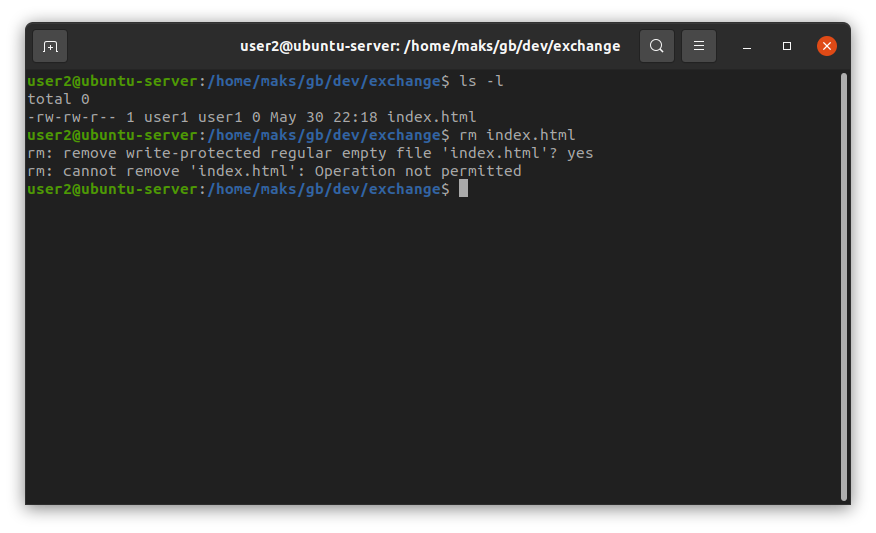 user2@ubuntu-server: /home/maks/gb/dev/exchange
user2@ubuntu-server:/home/maks/gb/dev/exchange$ ls -l
total 0
-rw-rw-r-- 1 user1 user1 0 May 30 22:18 index.html
user2@ubuntu-server:/home/maks/gb/dev/exchange$ rm index.html
rm: remove write-protected regular empty file 'index.html'? yes
rm: cannot remove 'index.html': Operation not permitted
user2@ubuntu-server:/home/maks/gb/dev/exchange$